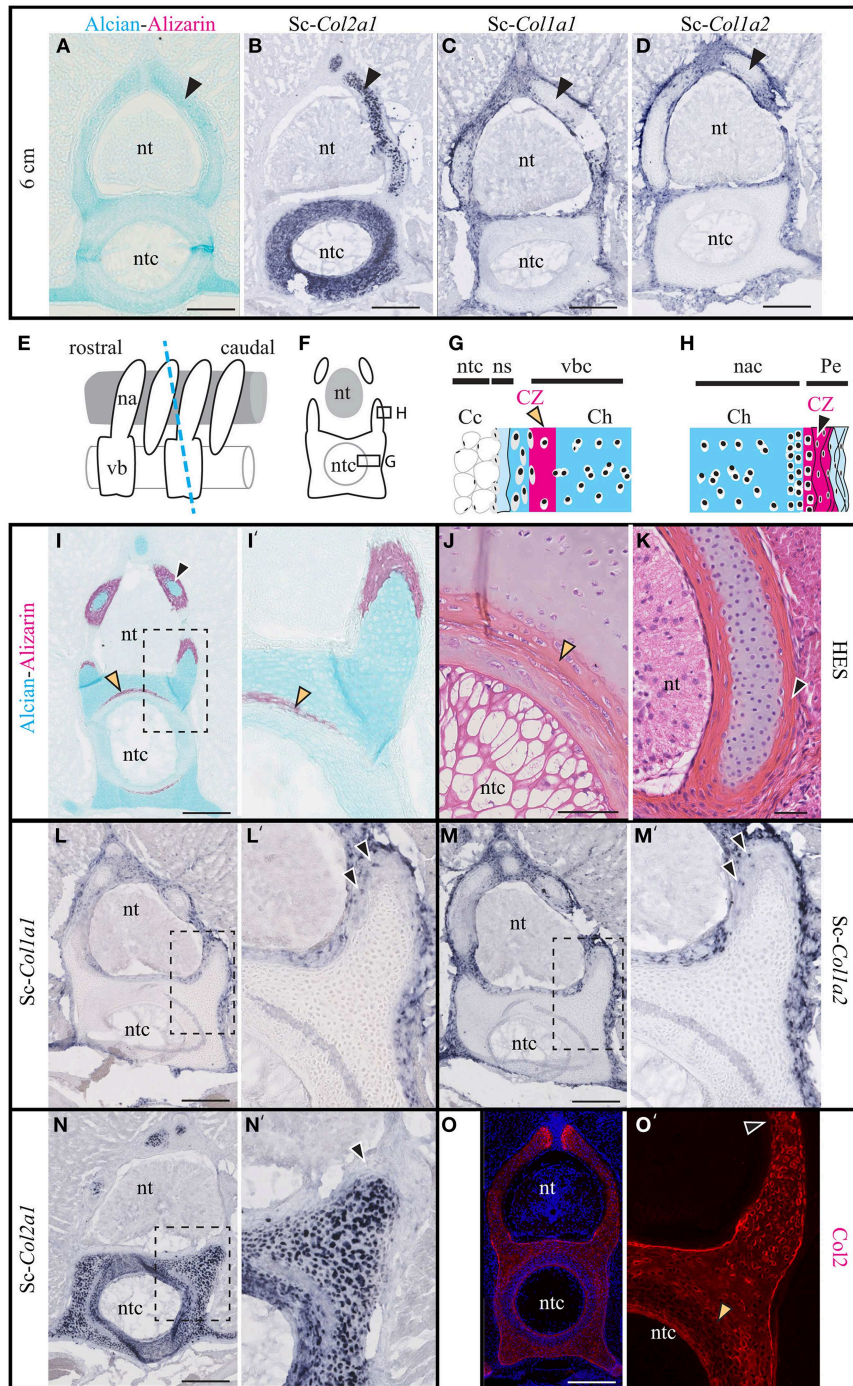 Alcian-Alizarin
Sc-Col2a1
Sc-Col1a1
Sc-Col1a2
6 cm
A
B
C
D
nt
nt
nt
nt
ntc
ntc
ntc
ntc
E
F
G
H
rostral
caudal
na
vb
nt
H
ntc
G
ntc
ns
vbc
CZ
Cc
Ch
nac
Pe
CZ
Ch
Alcian-Alizarin
I
I′
J
K
HES
nt
ntc
ntc
nt
Sc-Col1a1
L
L′
M
M′
Sc-Col1a2
nt
ntc
nt
ntc
Sc-Col2a1
N
N′
O
O′
Col2
nt
ntc
nt
ntc
ntc